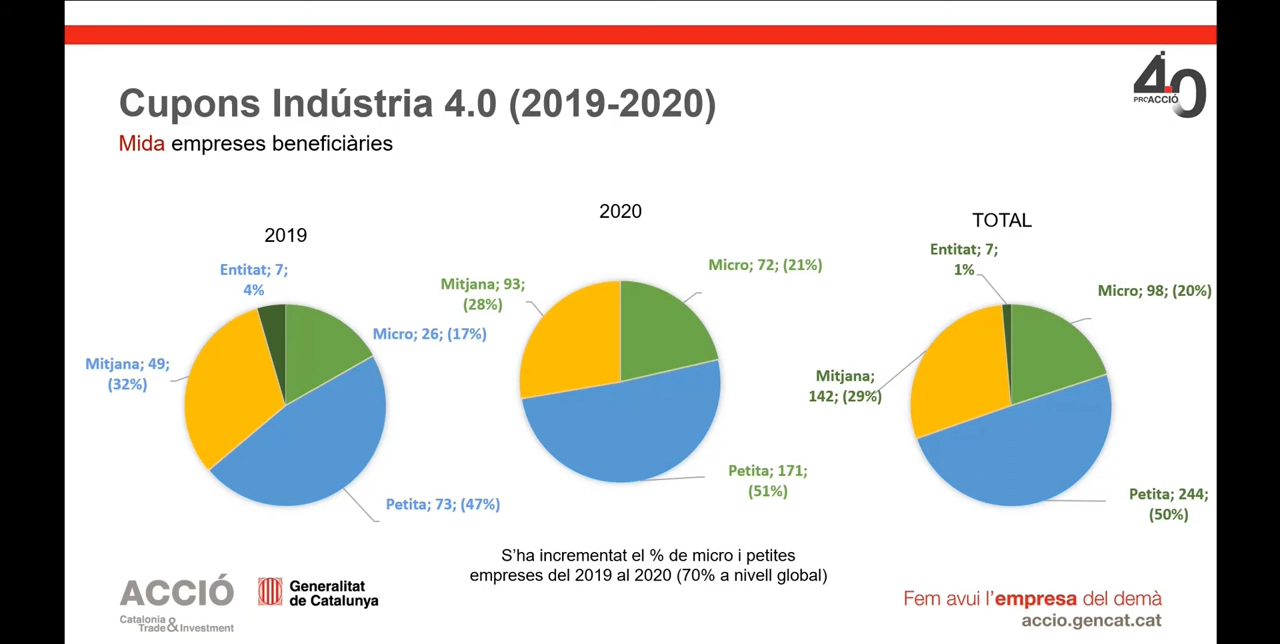 4.0
PROACCIÓ
Cupons Indústria 4.0 (2019-2020)
Mida empreses beneficiàries
2019
Entitat; 7;
4%
Micro; 26; (17%)
Mitjana; 49;
(32%)
Petita; 73; (47%)
2020
Micro; 72; (21%)
Mitjana; 93;
(28%)
Petita; 171;
(51%)
TOTAL
Entitat; 7;
1%
Micro; 98; (20%)
Mitjana;
142; (29%)
Petita; 244;
(50%)
S'ha incrementat el % de micro i petites
empreses del 2019 al 2020 (70% a nivell global)
ACCIÓ
Catalonia
Trade & Investment
Generalitat
de Catalunya
Fem avui l'empresa del demà
accio.gencat.cat